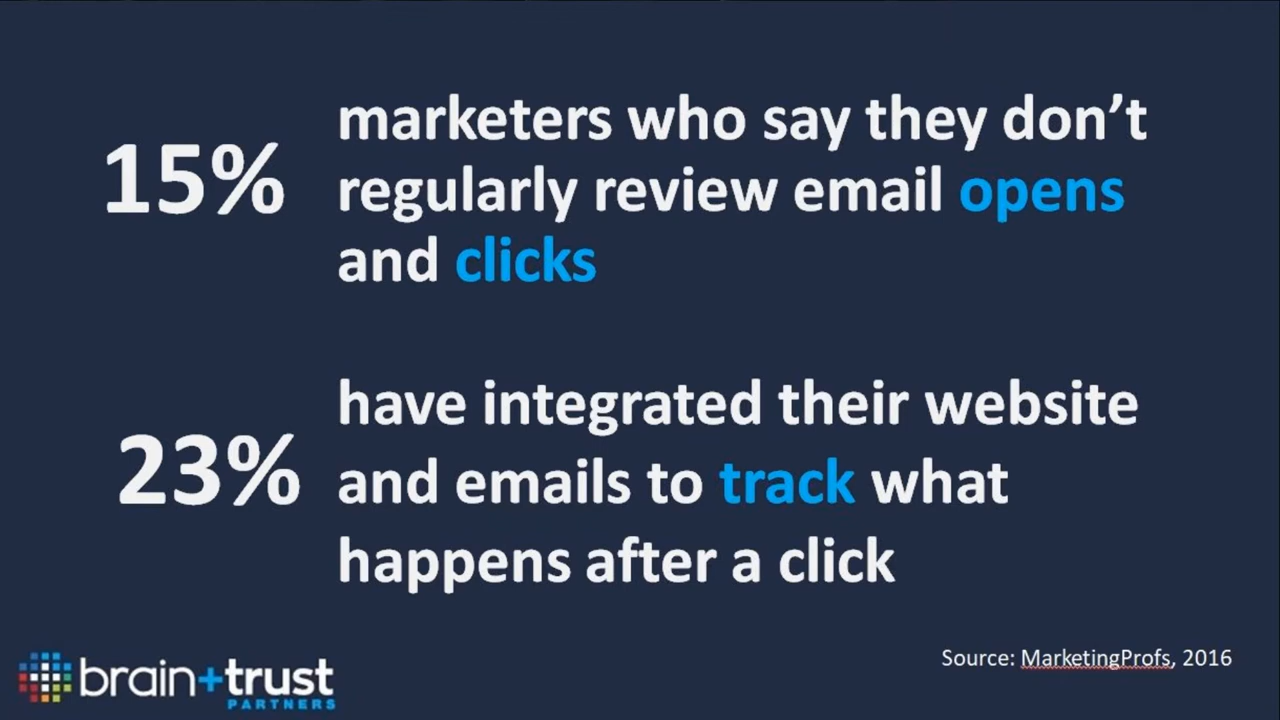 15%
marketers who say they don’t
regularly review email opens
and clicks
23%
have integrated their website
and emails to track what
happens after a click
Source: MarketingProfs, 2016
brain+trust
PARTNERS